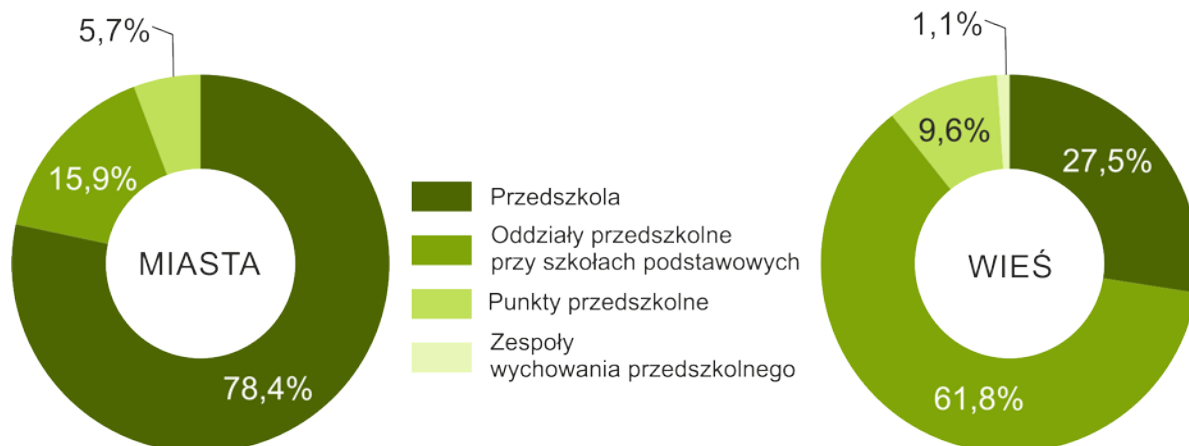 5,7%
15,9%
MIASTA
78,4%
Przedszkola
Oddziały przedszkolne
przy szkołach podstawowych
Punkty przedszkolne
Zespoły
wychowania przedszkolnego
1,1%
9,6%
27,5%
WIEŚ
61,8%